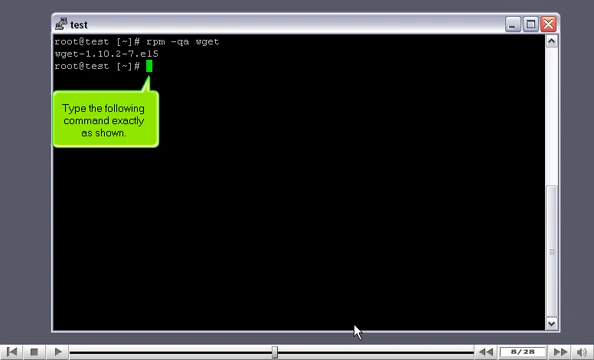 test
root@test [~]# rpm -qa wget
wget-1.10.2-7.el5
root@test [~]#
Type the following
command exactly
as shown.
8/28